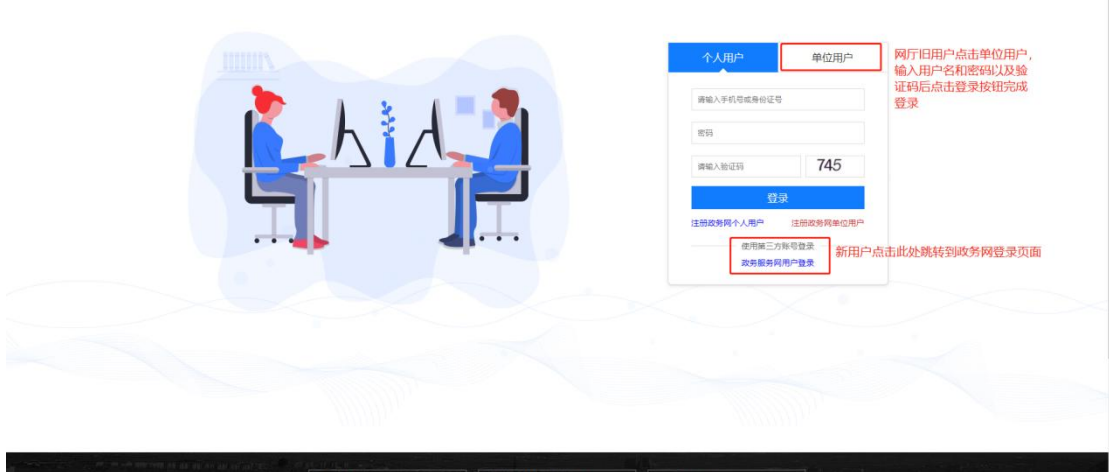 个人用户
单位用户
网厅旧用户点击单位用户,
输入用户名和密码以及验
证码后点击登录按钮完成
登录
请输入手机号或身份证号
密码
请输入验证码
745
登录
注册政务网个人用户
注册政务网单位用户
使用第三方账号登录
政务服务网用户登录
新用户点击此处跳转到政务网登录页面